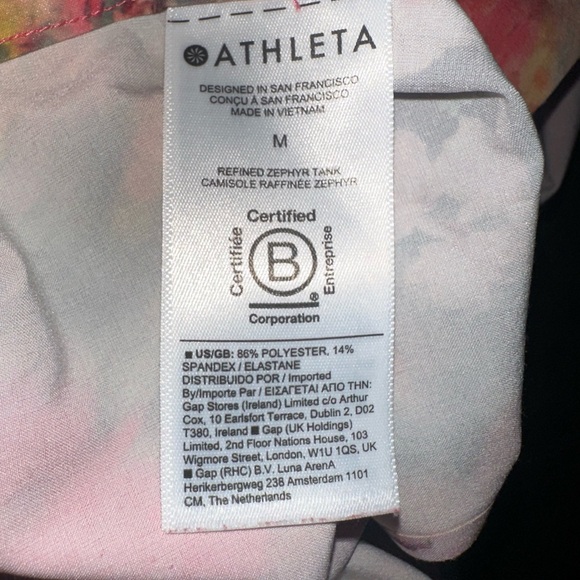 ATHLETA
DESIGNED IN SAN FRANCISCO
CONÇU À SAN FRANCISCO
MADE IN VIETNAM
M
REFINED ZEPHYR TANK
CAMISOLE RAFFINÉE ZEPHYR
Certified
Certifiée
B
Entreprise
®
Corporation
■ US/GB: 86% POLYESTER, 14%
SPANDEX / ELASTANE
DISTRIBUIDO POR / Imported
By/Importe Par / ΕΙΣΑΓΕΤΑΙ ΑΠΟ ΤΗΝ:
Gap Stores (Ireland) Limited c/o Arthur
Cox, 10 Earlsfort Terrace, Dublin 2, D02
T380, Ireland ■ Gap (UK Holdings)
Limited, 2nd Floor Nations House, 103
Wigmore Street, London, W1U 1QS, UK
■ Gap (RHC) B.V. Luna ArenA
Herikerbergweg 238 Amsterdam 1101
CM, The Netherlands